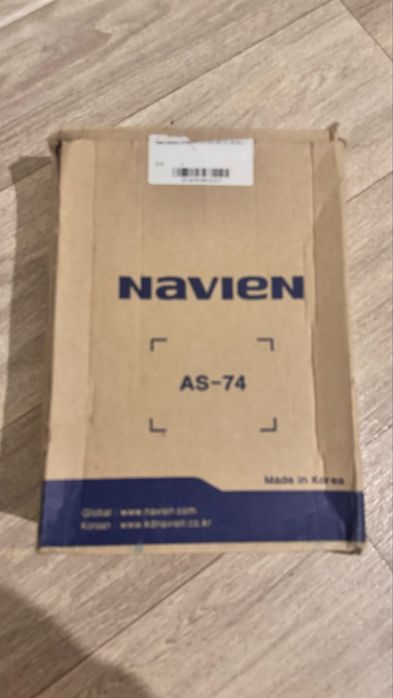 NAVIEN
AS-74
Made in Korea
Global : www.navien.com
Korean : www.kdnavien.co.kr